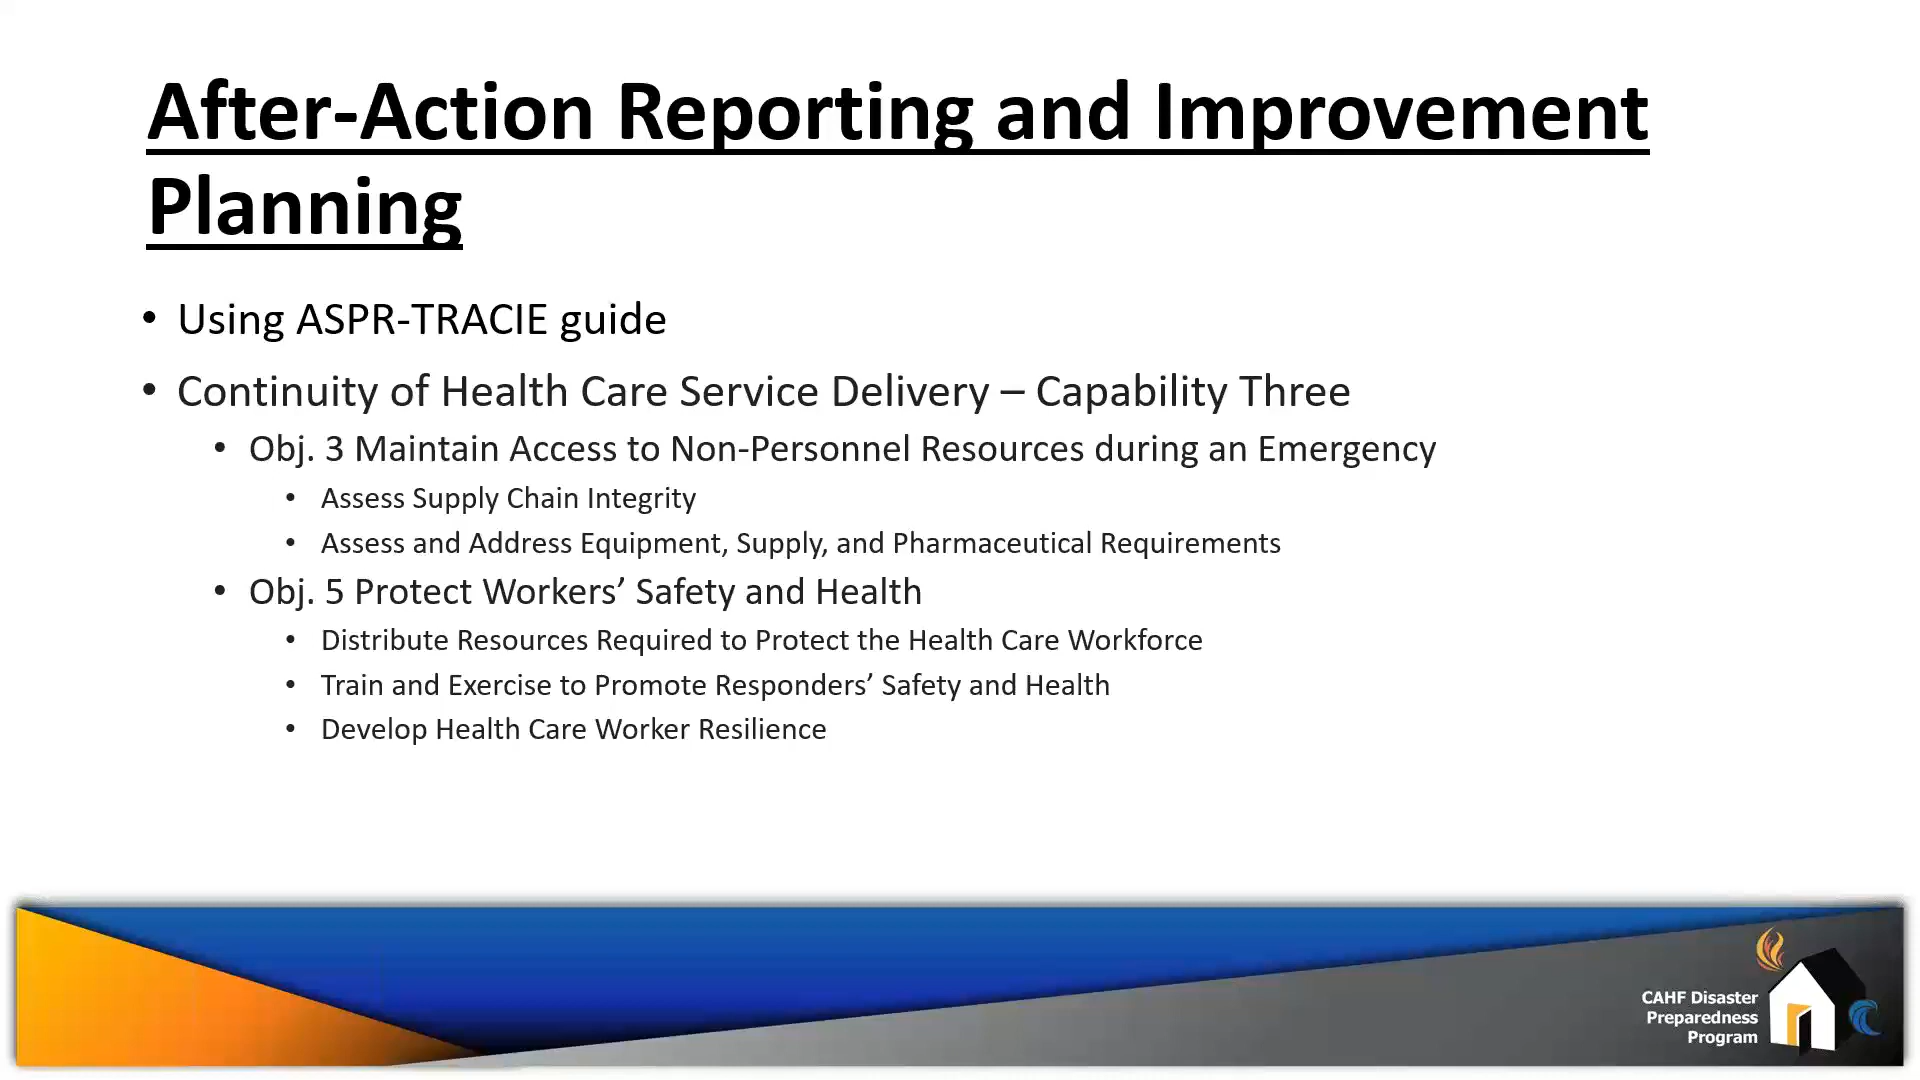 After-Action Reporting and Improvement
Planning
• Using ASPR-TRACIE guide
• Continuity of Health Care Service Delivery – Capability Three
• Obj. 3 Maintain Access to Non-Personnel Resources during an Emergency
• Assess Supply Chain Integrity
• Assess and Address Equipment, Supply, and Pharmaceutical Requirements
• Obj. 5 Protect Workers’ Safety and Health
• Distribute Resources Required to Protect the Health Care Workforce
• Train and Exercise to Promote Responders’ Safety and Health
• Develop Health Care Worker Resilience
CAHF Disaster
Preparedness
Program